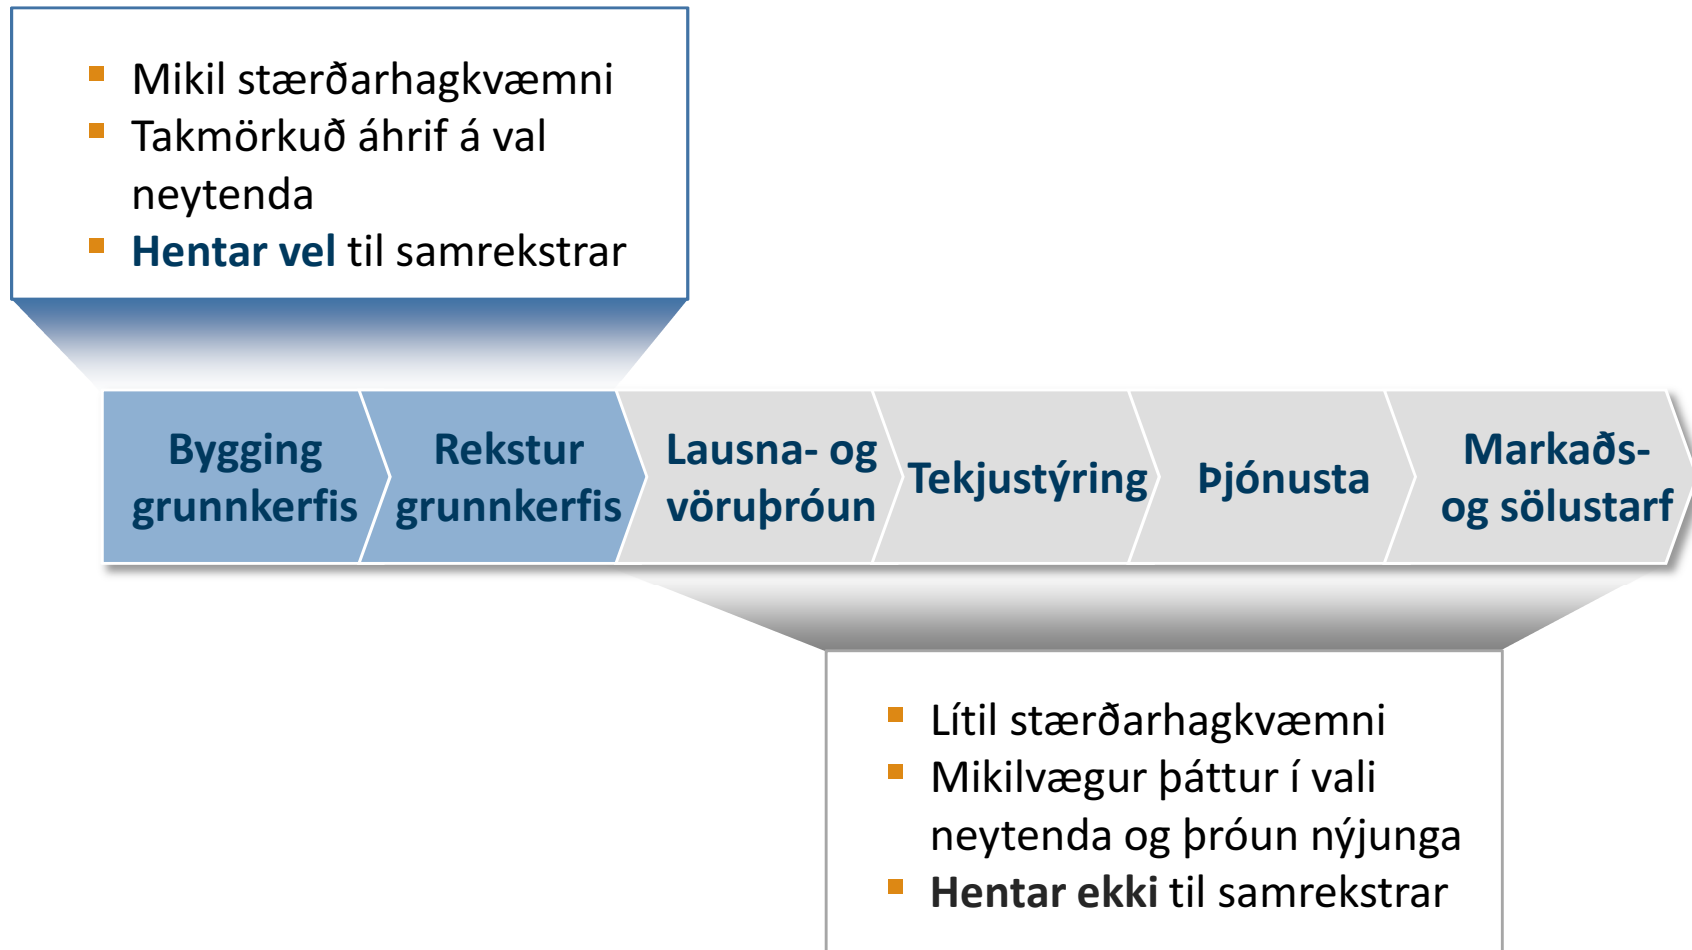 Mikil stærðarhagkvæmni
Takmörkuð áhrif á val
neytenda
Hentar vel til samrekstrar
Bygging
grunnkerfis
Rekstur
grunnkerfis
Lausna- og
vöruþróun
Tekjustýring
Þjónusta
Markaðs-
og sölustarf
Lítil stærðarhagkvæmni
Mikilvægur þáttur í vali
neytenda og þróun nýjunga
Hentar ekki til samrekstrar